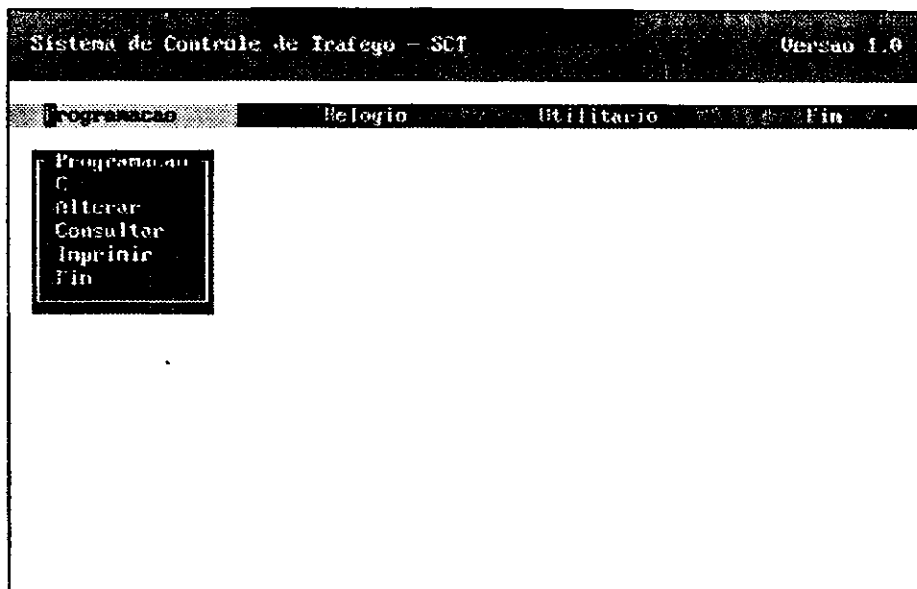 Sistema de Controle de Trafego - SCT Versao 1.0
Programacao Relogio Utilitario Fim
Programacao
C
Alterar
Consultar
Imprimir
Fim